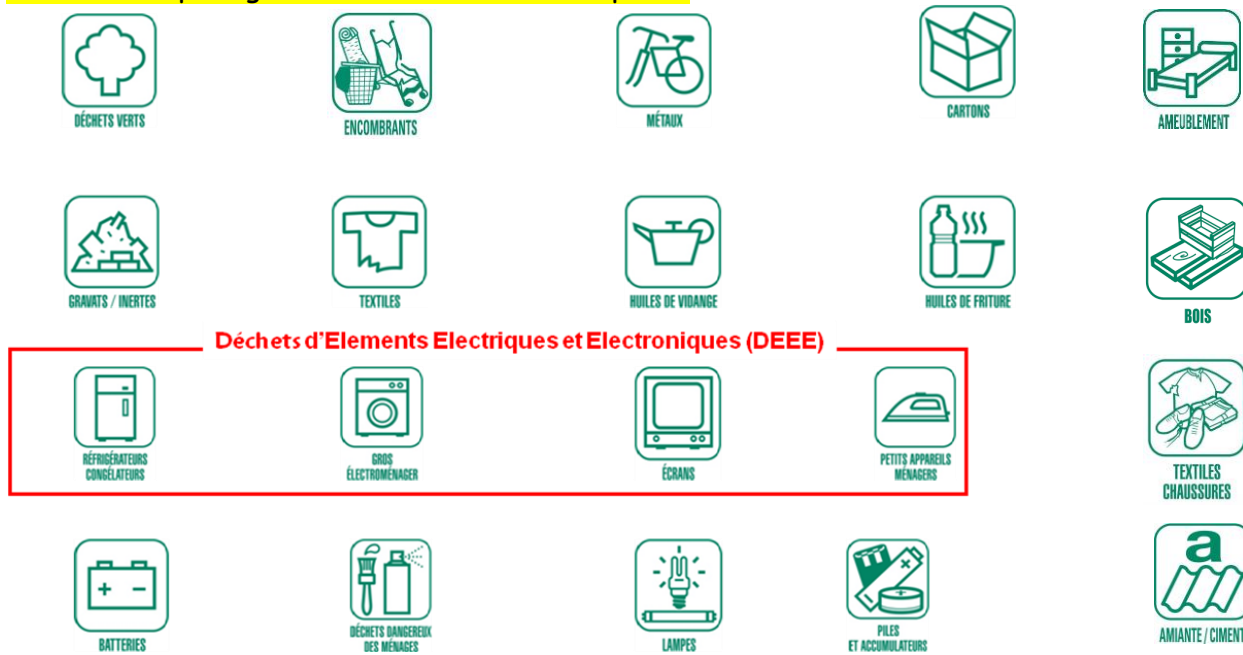 DÉCHETS VERTS
ENCOMBRANTS
MÉTAUX
CARTONS
AMEUBLEMENT
GRAVATS / INERTES
TEXTILES
HUILES DE VIDANGE
HUILES DE FRITURE
BOIS
Déchets d'Elements Electriques et Electroniques (DEEE)
RÉFRIGÉRATEURS
CONGÉLATEURS
GROS
ÉLECTROMÉNAGER
ÉCRANS
PETITS APPAREILS
MÉNAGERS
TEXTILES
CHAUSSURES
BATTERIES
DÉCHETS DANGEREUX
DES MÉNAGES
LAMPES
PILES
ET ACCUMULATEURS
a
AMIANTE / CIMENT